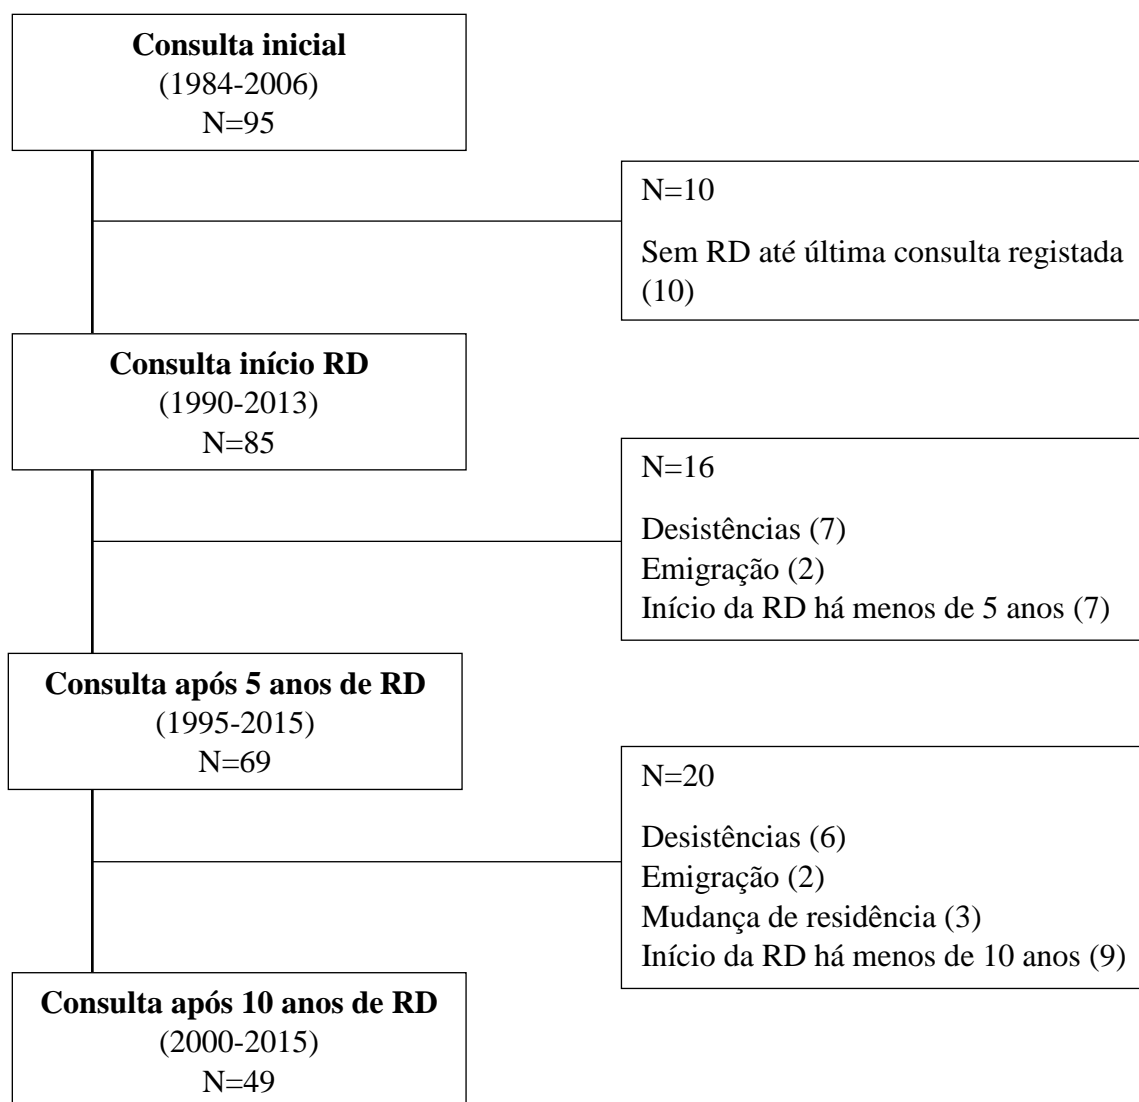 Consulta inicial
(1984-2006)
N=95
N=10
Sem RD até última consulta registada
(10)
Consulta início RD
(1990-2013)
N=85
N=16
Desistências (7)
Emigração (2)
Início da RD há menos de 5 anos (7)
Consulta após 5 anos de RD
(1995-2015)
N=69
N=20
Desistências (6)
Emigração (2)
Mudança de residência (3)
Início da RD há menos de 10 anos (9)
Consulta após 10 anos de RD
(2000-2015)
N=49